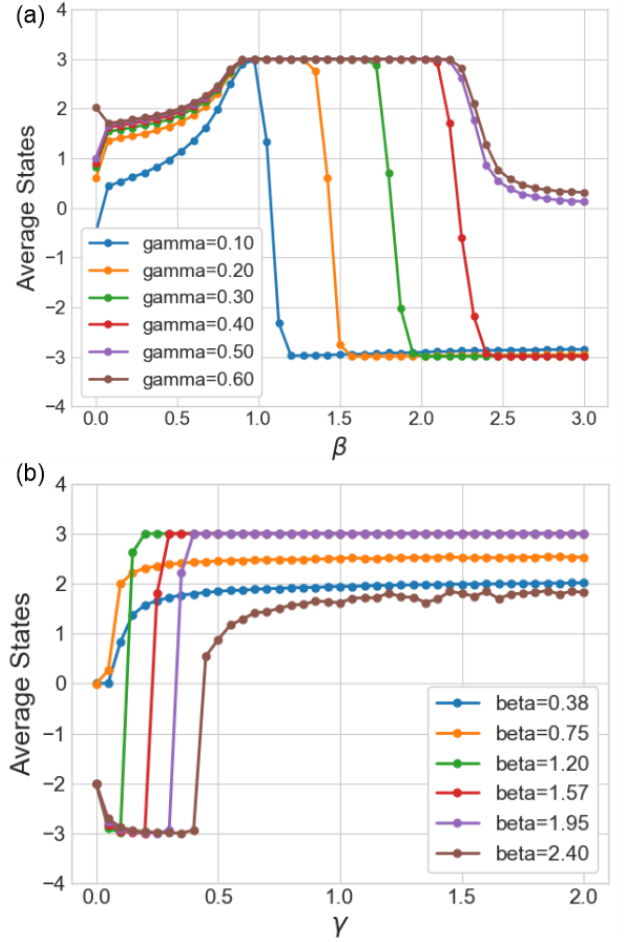 (a)
4
3
2
1
0
−1
−2
−3
−4
Average States
gamma=0.10
gamma=0.20
gamma=0.30
gamma=0.40
gamma=0.50
gamma=0.60
0.0 0.5 1.0 1.5 2.0 2.5 3.0
β
(b)
4
3
2
1
0
−1
−2
−3
−4
Average States
beta=0.38
beta=0.75
beta=1.20
beta=1.57
beta=1.95
beta=2.40
0.0 0.5 1.0 1.5 2.0
γ